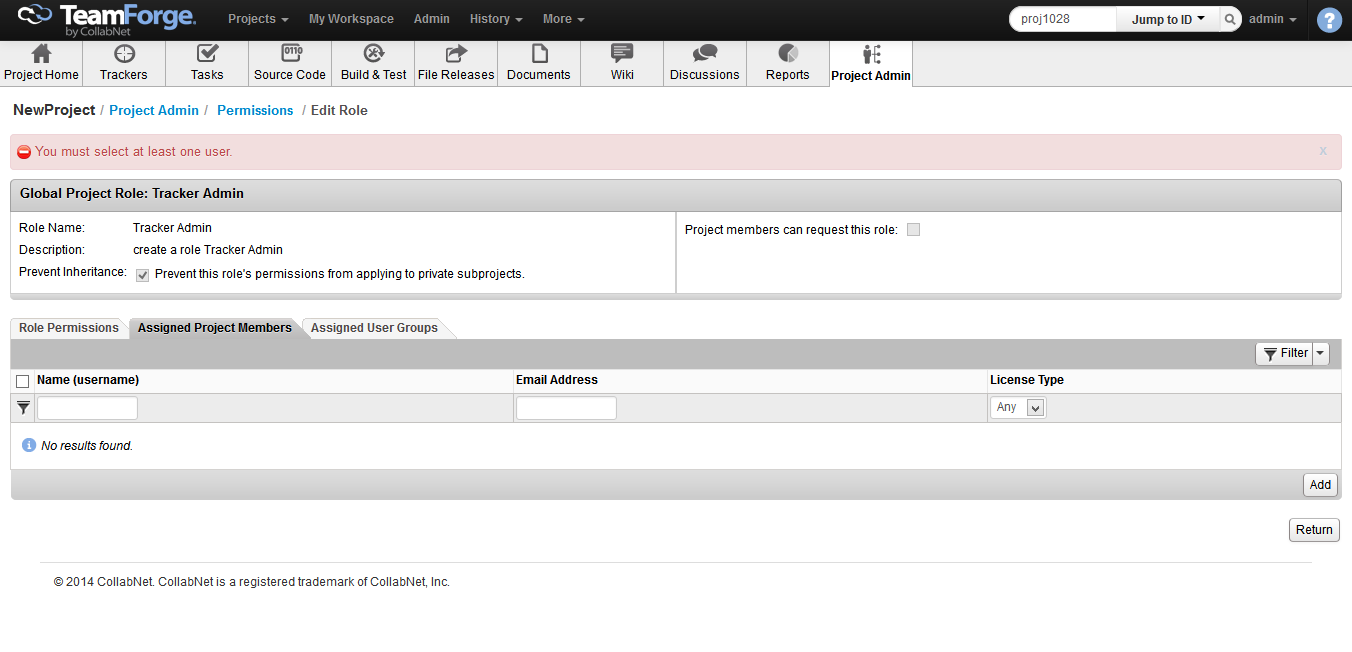 TeamForge.
by CollabNet
Projects My Workspace Admin History More
proj1028 Jump to ID admin ?
Project Home Trackers Tasks Source Code Build & Test File Releases Documents Wiki Discussions Reports Project Admin
0110
NewProject / Project Admin / Permissions / Edit Role
You must select at least one user. x
Global Project Role: Tracker Admin
Role Name: Tracker Admin
Project members can request this role:
Description: create a role Tracker Admin
Prevent Inheritance: Prevent this role's permissions from applying to private subprojects.
Role Permissions Assigned Project Members Assigned User Groups
Filter
Name (username) Email Address License Type
Any
i No results found.
Add
Return
© 2014 CollabNet. CollabNet is a registered trademark of CollabNet, Inc.